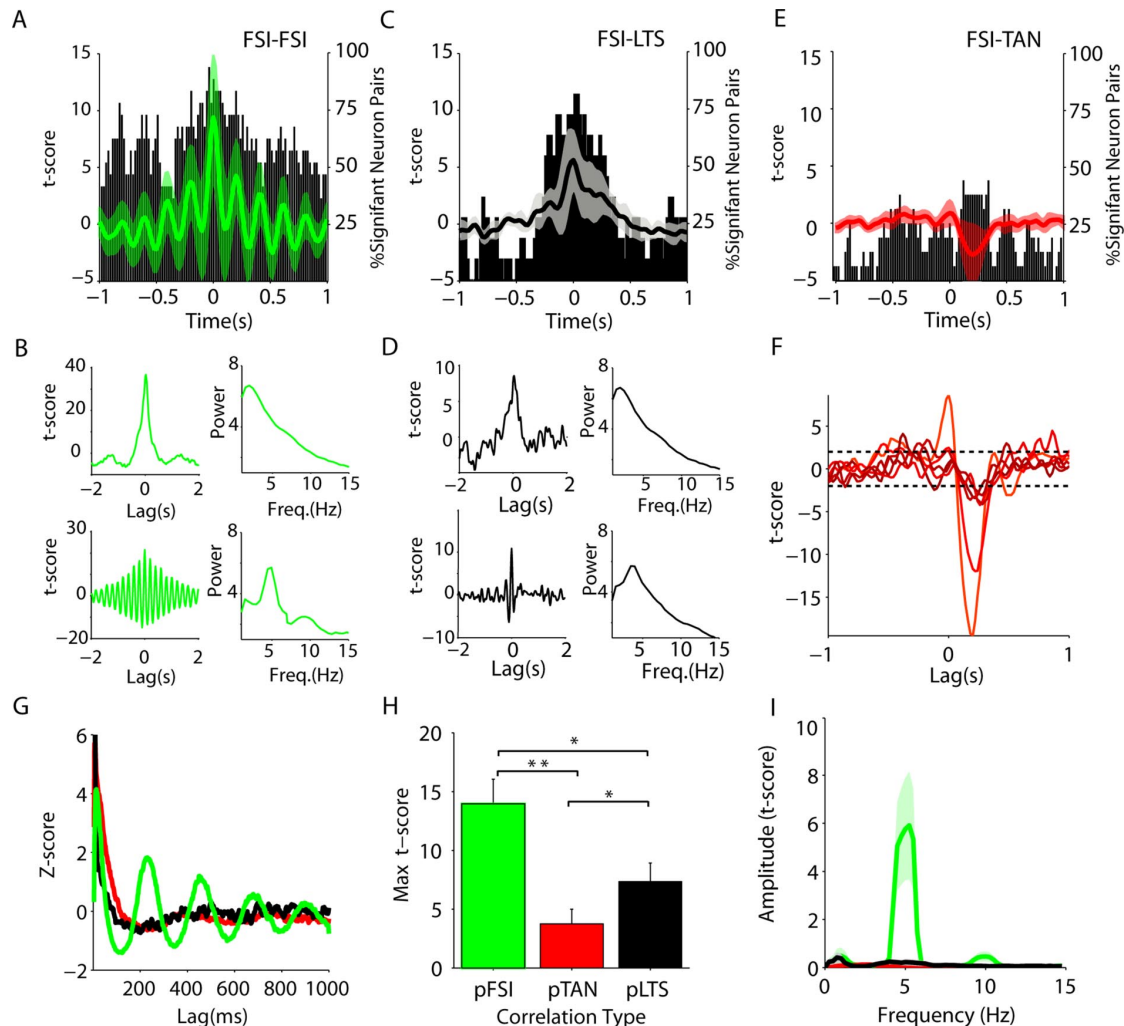 A
FSI-FSI
t-score
15
10
5
0
−5
100
75
50
25
%Signifant Neuron Pairs
−1
−0.5
0
0.5
1
Time(s)
C
FSI-LTS
t-score
15
10
5
0
−5
100
75
50
25
%Signifant Neuron Pairs
−1
−0.5
0
0.5
1
Time(s)
E
FSI-TAN
t-score
15
10
5
0
−5
100
75
50
25
%Signifant Neuron Pairs
−1
−0.5
0
0.5
1
Time(s)
B
t-score
40
20
0
−2
0
2
Lag(s)
Power
8
4
5
10
15
Freq.(Hz)
t-score
30
0
−20
−2
0
2
Lag(s)
Power
8
4
5
10
15
Freq.(Hz)
D
t-score
10
5
0
−2
0
2
Lag(s)
Power
8
4
5
10
15
Freq.(Hz)
t-score
10
0
−10
−2
0
2
Lag(s)
Power
8
4
5
10
15
Freq.(Hz)
F
t-score
5
0
−5
−10
−15
−1
0
1
Lag(s)
G
Z-score
6
4
2
0
−2
200
400
600
800
1000
Lag(ms)
H
Max t−score
20
15
10
5
0
*
**
*
pFSI
pTAN
pLTS
Correlation Type
I
Amplitude (t-score)
10
8
6
4
2
0
0
5
10
15
Frequency (Hz)